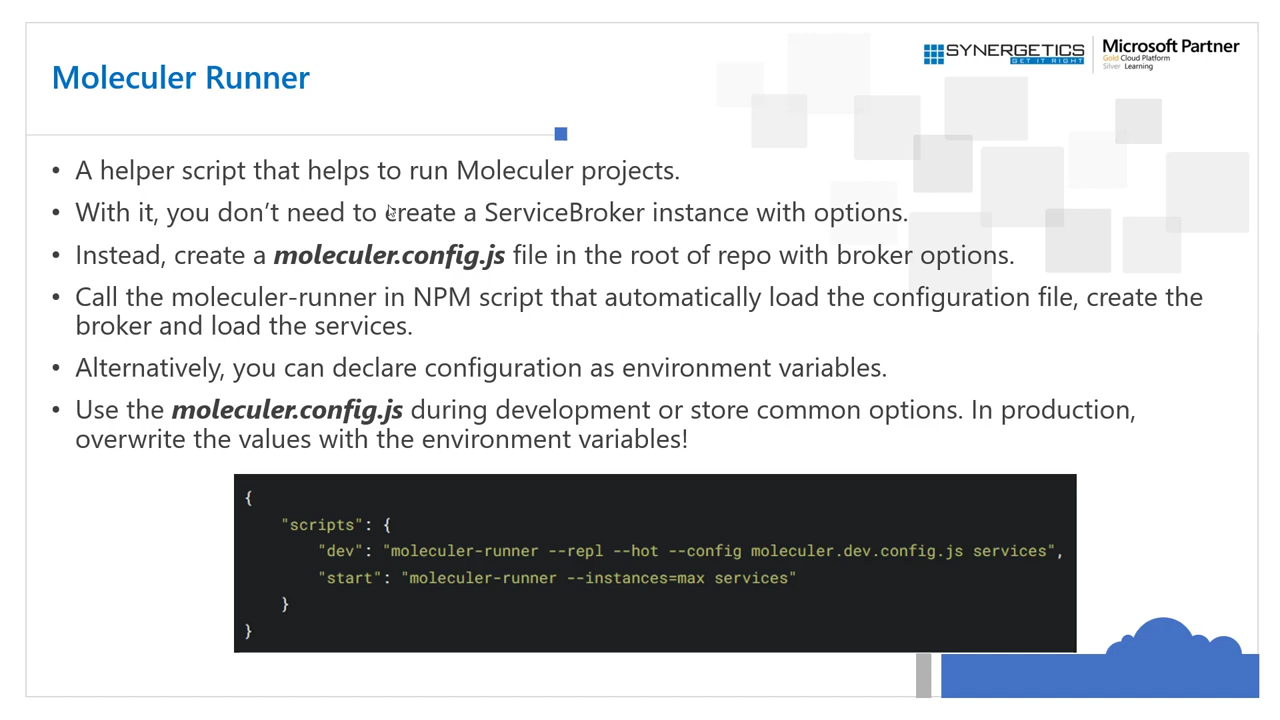 SYNERGETICS
GET IT RIGHT
Microsoft Partner
Gold Cloud Platform
Silver Learning
Moleculer Runner
• A helper script that helps to run Moleculer projects.
• With it, you don’t need to create a ServiceBroker instance with options.
• Instead, create a moleculer.config.js file in the root of repo with broker options.
• Call the moleculer-runner in NPM script that automatically load the configuration file, create the
broker and load the services.
• Alternatively, you can declare configuration as environment variables.
• Use the moleculer.config.js during development or store common options. In production,
overwrite the values with the environment variables!
{
"scripts": {
"dev": "moleculer-runner --repl --hot --config moleculer.dev.config.js services",
"start": "moleculer-runner --instances=max services"
}
}